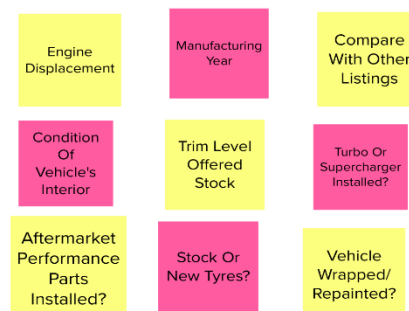 Engine
Displacement
Manufacturing
Year
Compare
With Other
Listings
Condition
Of
Vehicle's
Interior
Trim Level
Offered
Stock
Turbo Or
Supercharger
Installed?
Aftermarket
Performance
Parts
Installed?
Stock Or
New Tyres?
Vehicle
Wrapped/
Repainted?